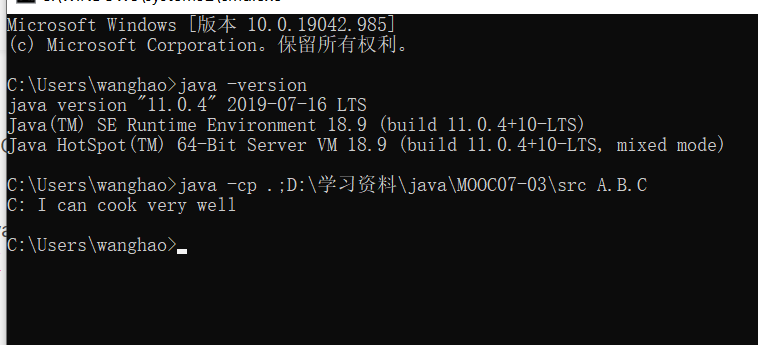 Microsoft Windows [版本 10.0.19042.985]
(c) Microsoft Corporation。保留所有权利。
C:\Users\wanghao>java -version
java version "11.0.4" 2019-07-16 LTS
Java(TM) SE Runtime Environment 18.9 (build 11.0.4+10-LTS)
Java HotSpot(TM) 64-Bit Server VM 18.9 (build 11.0.4+10-LTS, mixed mode)
C:\Users\wanghao>java -cp .;D:\学习资料\java\MOOC07-03\src A.B.C
C: I can cook very well
C:\Users\wanghao>